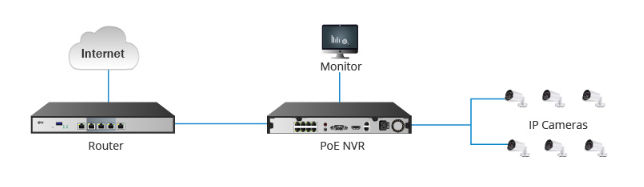 Internet
Monitor
IP Cameras
Router
PoE NVR